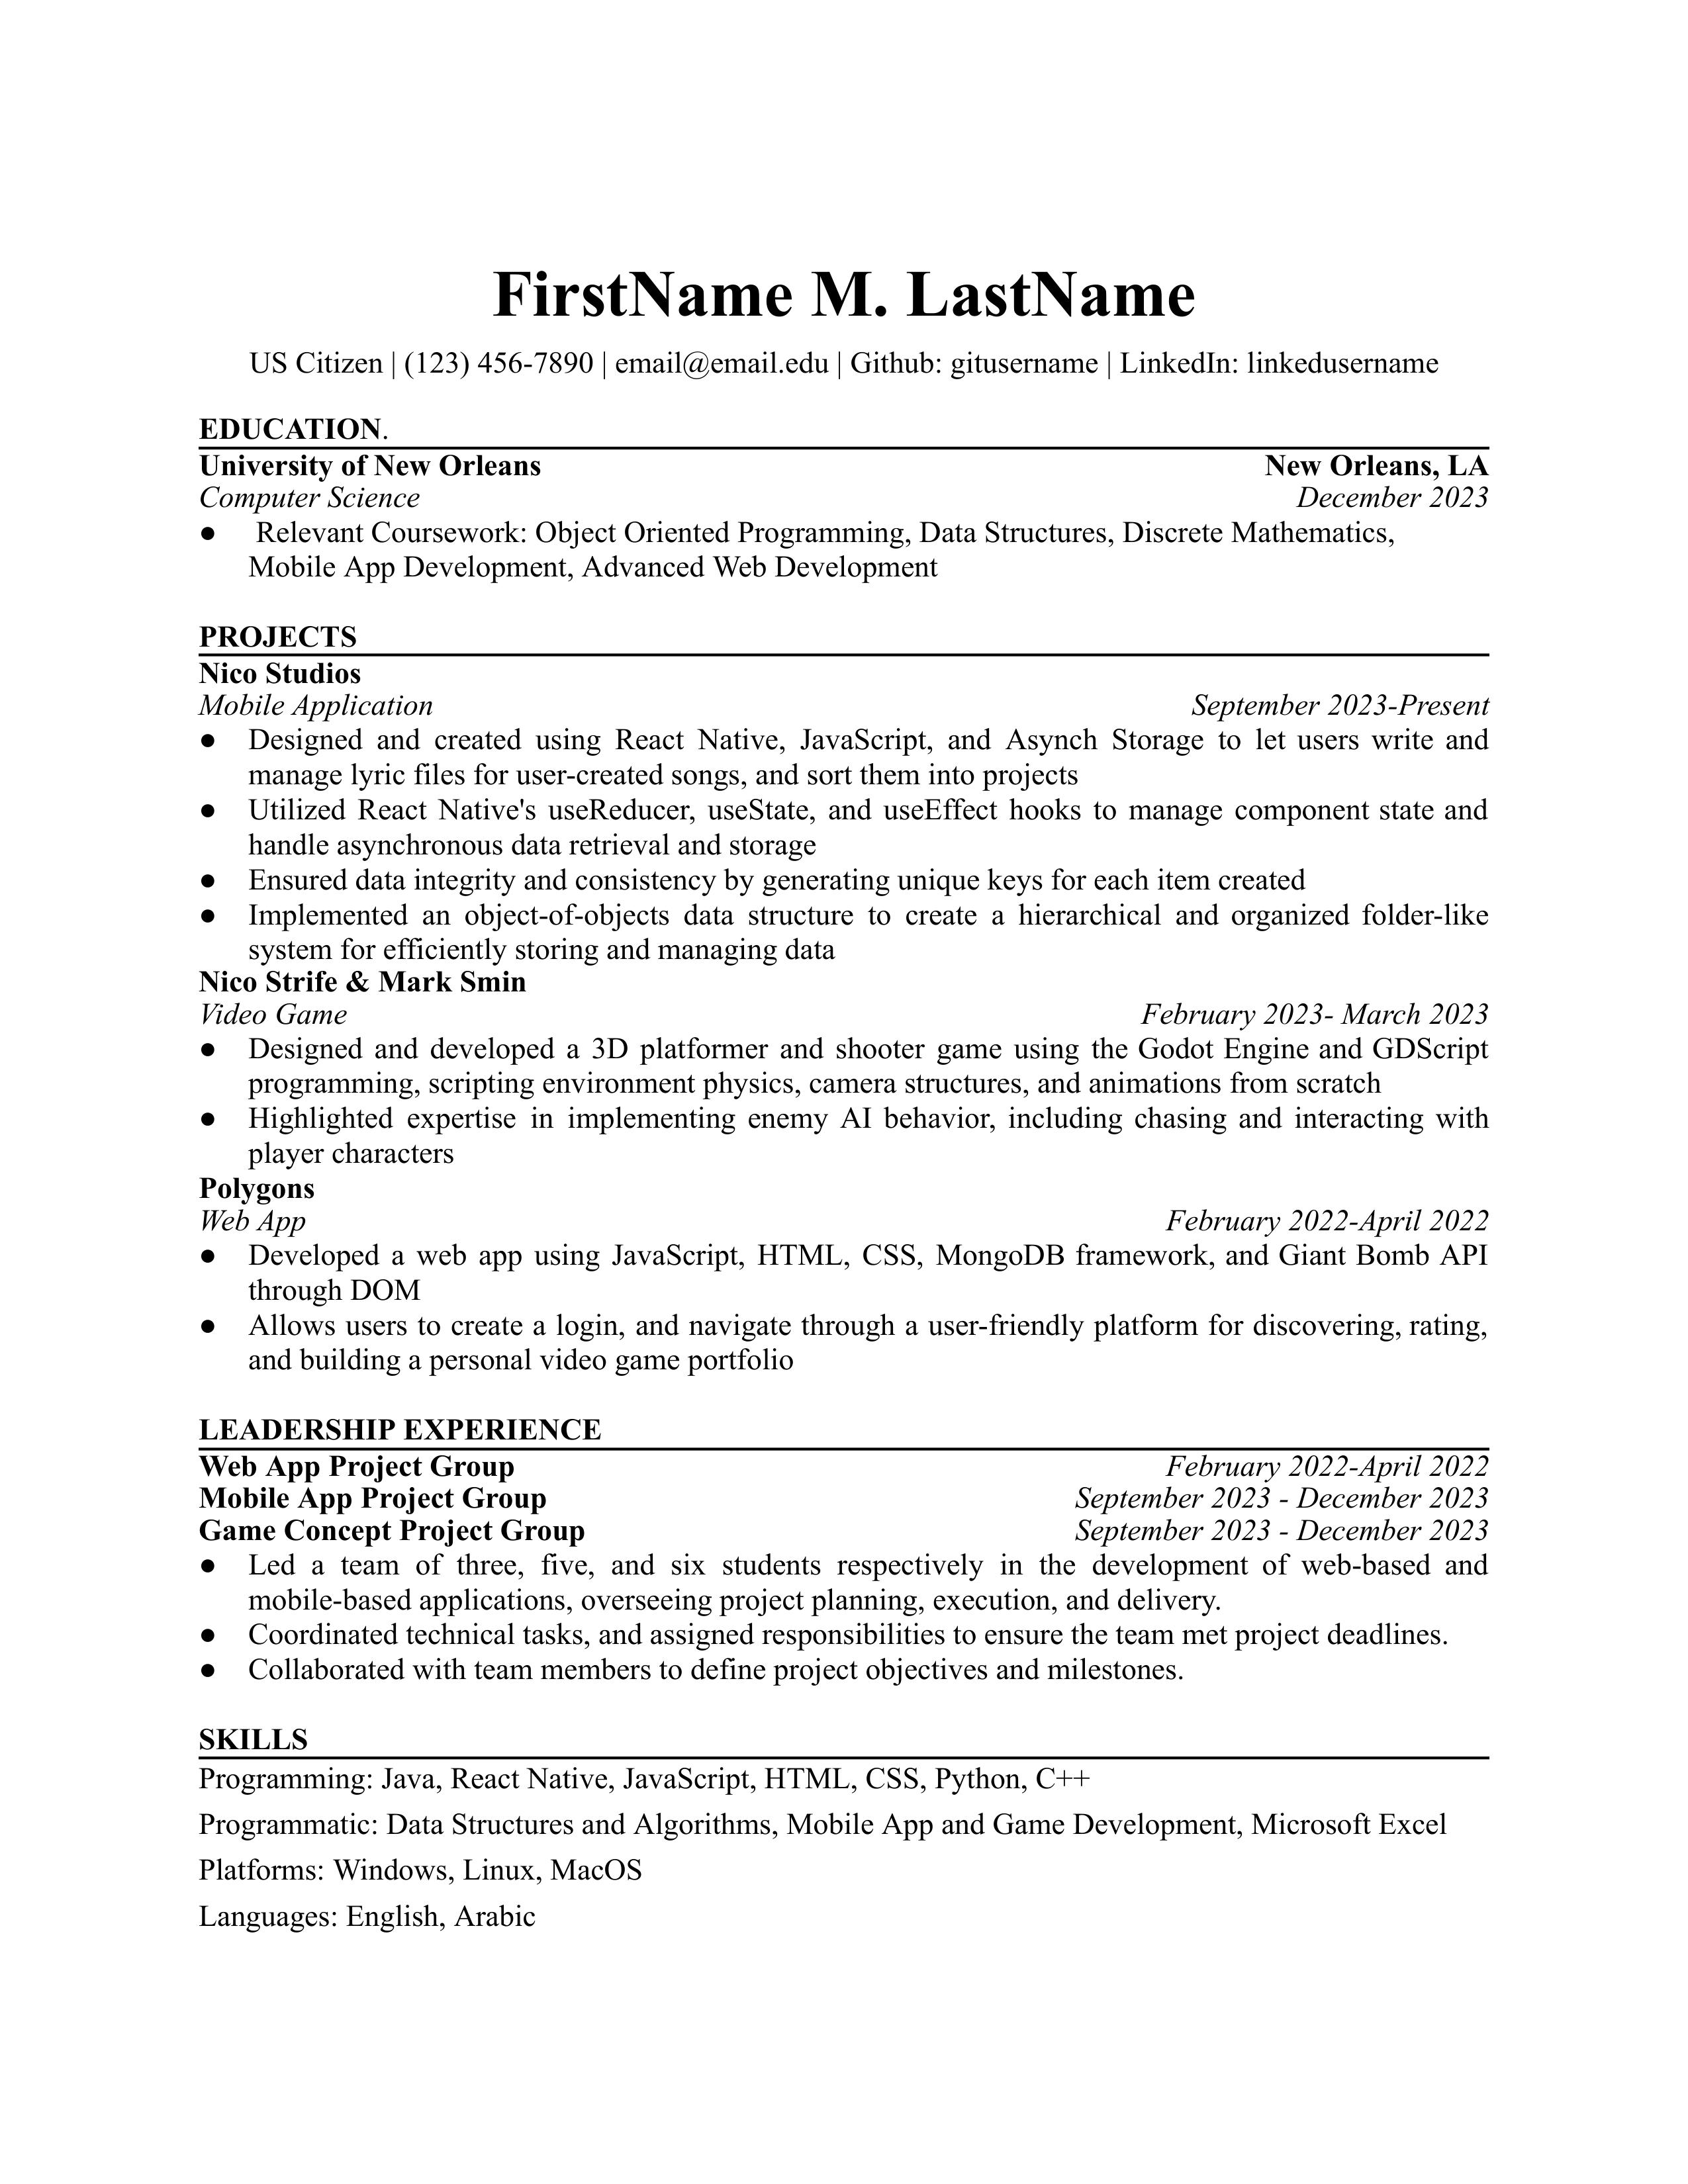 FirstName M. LastName
US Citizen | (123) 456-7890 | email@email.edu | Github: gitusername | LinkedIn: linkedusername
EDUCATION.
University of New Orleans New Orleans, LA
Computer Science December 2023
● Relevant Coursework: Object Oriented Programming, Data Structures, Discrete Mathematics,
Mobile App Development, Advanced Web Development
PROJECTS
Nico Studios
Mobile Application September 2023-Present
● Designed and created using React Native, JavaScript, and Asynch Storage to let users write and
manage lyric files for user-created songs, and sort them into projects
● Utilized React Native's useReducer, useState, and useEffect hooks to manage component state and
handle asynchronous data retrieval and storage
● Ensured data integrity and consistency by generating unique keys for each item created
● Implemented an object-of-objects data structure to create a hierarchical and organized folder-like
system for efficiently storing and managing data
Nico Strife & Mark Smin
Video Game February 2023- March 2023
● Designed and developed a 3D platformer and shooter game using the Godot Engine and GDScript
programming, scripting environment physics, camera structures, and animations from scratch
● Highlighted expertise in implementing enemy AI behavior, including chasing and interacting with
player characters
Polygons
Web App February 2022-April 2022
● Developed a web app using JavaScript, HTML, CSS, MongoDB framework, and Giant Bomb API
through DOM
● Allows users to create a login, and navigate through a user-friendly platform for discovering, rating,
and building a personal video game portfolio
LEADERSHIP EXPERIENCE
Web App Project Group February 2022-April 2022
Mobile App Project Group September 2023 - December 2023
Game Concept Project Group September 2023 - December 2023
● Led a team of three, five, and six students respectively in the development of web-based and
mobile-based applications, overseeing project planning, execution, and delivery.
● Coordinated technical tasks, and assigned responsibilities to ensure the team met project deadlines.
● Collaborated with team members to define project objectives and milestones.
SKILLS
Programming: Java, React Native, JavaScript, HTML, CSS, Python, C++
Programmatic: Data Structures and Algorithms, Mobile App and Game Development, Microsoft Excel
Platforms: Windows, Linux, MacOS
Languages: English, Arabic